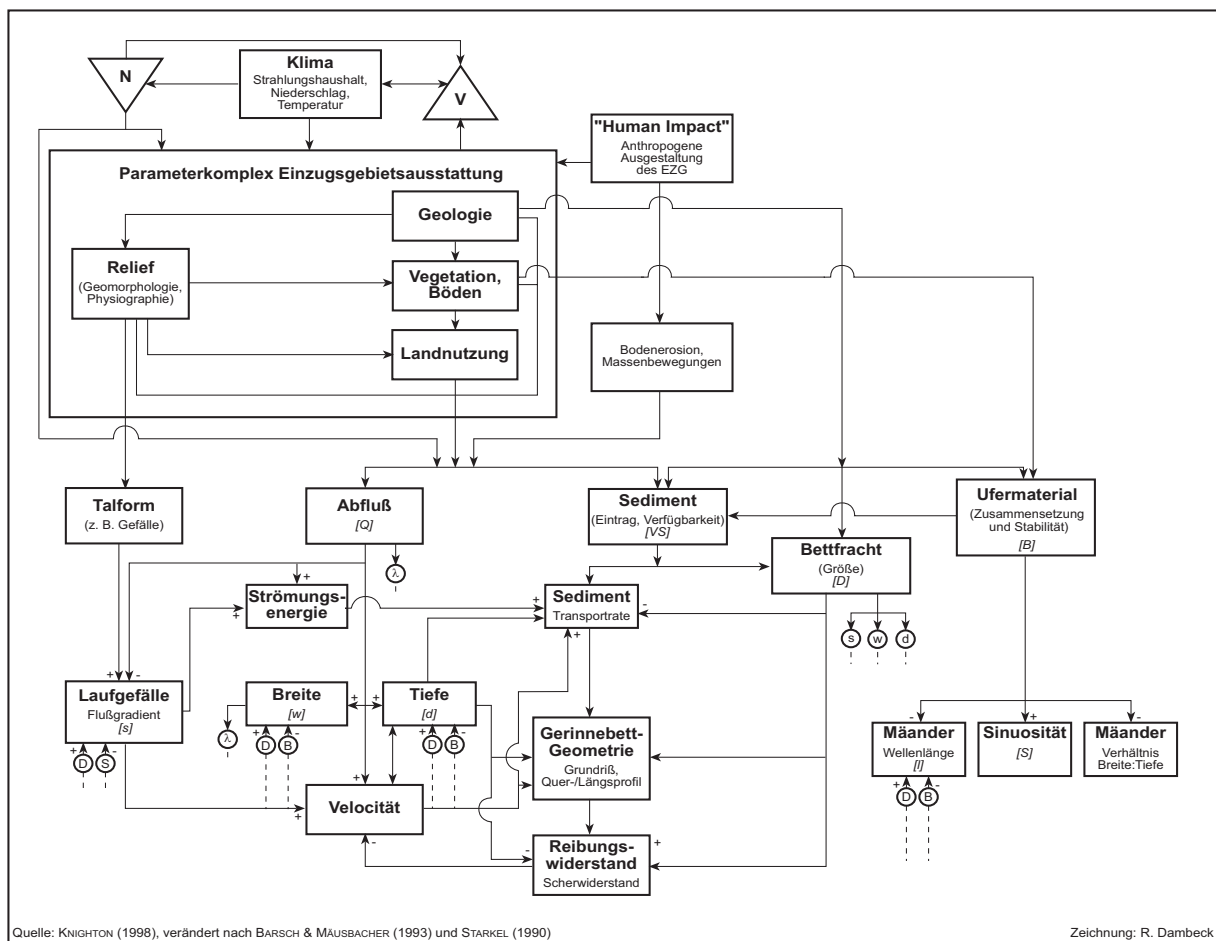 N
Klima
Strahlungshaushalt,
Niederschlag,
Temperatur
V
"Human Impact"
Anthropogene
Ausgestaltung
des EZG
Parameterkomplex Einzugsgebietsausstattung
Geologie
Relief
(Geomorphologie,
Physiographie)
Vegetation,
Böden
Landnutzung
Bodenerosion,
Massenbewegungen
Talform
(z. B. Gefälle)
Abfluß
[Q]
Sediment
(Eintrag, Verfügbarkeit)
[VS]
Ufermaterial
(Zusammensetzung
und Stabilität)
[B]
Bettfracht
(Größe)
[D]
λ
+
Strömungs-
energie
+
+
Sediment
Transportrate
-
+
s w d
+ -
Laufgefälle
Flußgradient
[s]
+ D S -
Breite
[w]
λ
+ D B -
+ +
Tiefe
[d]
+ D B -
Gerinnebett-
Geometrie
Grundriß,
Quer-/Längsprofil
+
+
Velocität
-
-
Reibungs-
widerstand
Scherwiderstand
+
-
Mäander
Wellenlänge
[l]
+ D B -
+
Sinuosität
[S]
-
Mäander
Verhältnis
Breite:Tiefe
Quelle: KNIGHTON (1998), verändert nach BARSCH & MÄUSBACHER (1993) und STARKEL (1990)
Zeichnung: R. Dambeck